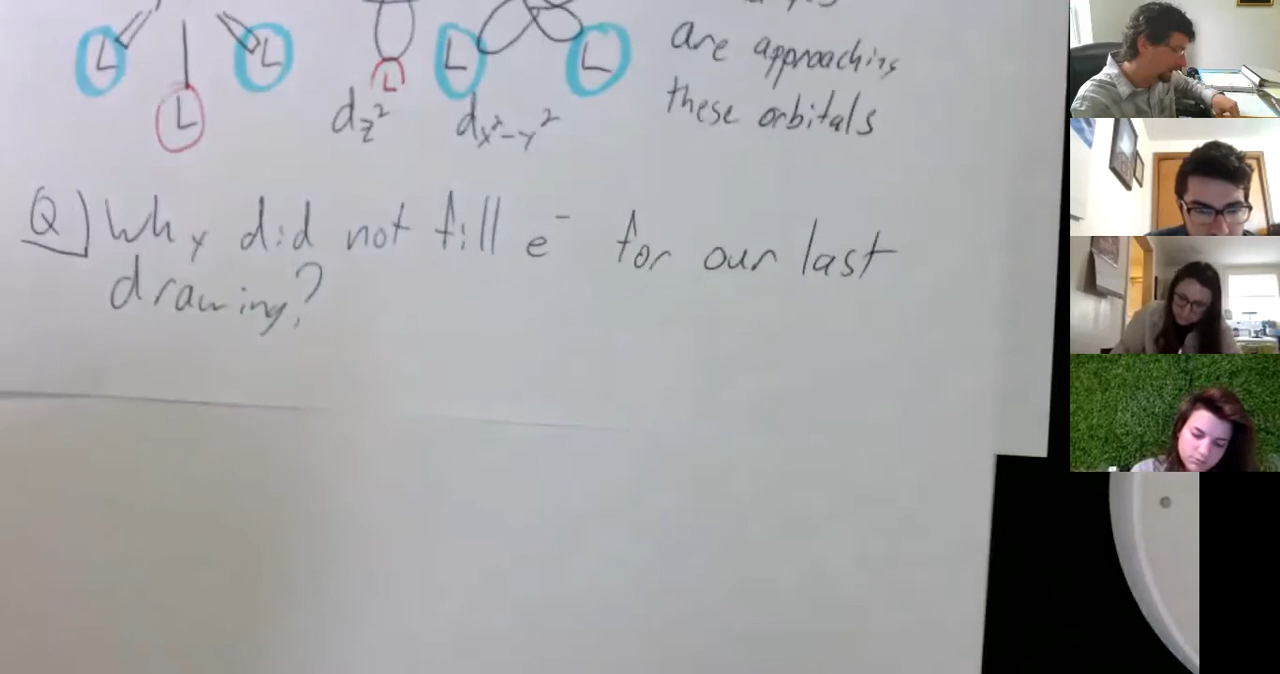 are approaching
L L L L L
L
these orbitals
dz² dx²-y²
Q) Why did not fill e⁻ for our last
drawing?